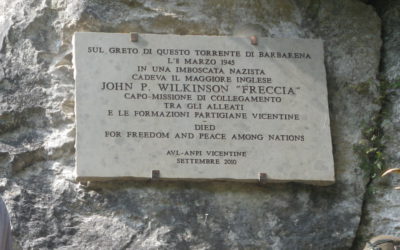 SUL GRETO DI QUESTO TORRENTE DI BARBARENA
L'8 MARZO 1945
IN UNA IMBOSCATA NAZISTA
CADEVA IL MAGGIORE INGLESE
JOHN P. WILKINSON "FRECCIA"
CAPO-MISSIONE DI COLLEGAMENTO
TRA GLI ALLEATI
E LE FORMAZIONI PARTIGIANE VICENTINE
DIED
FOR FREEDOM AND PEACE AMONG NATIONS
AVL-ANPI VICENTINE
SETTEMBRE 2010